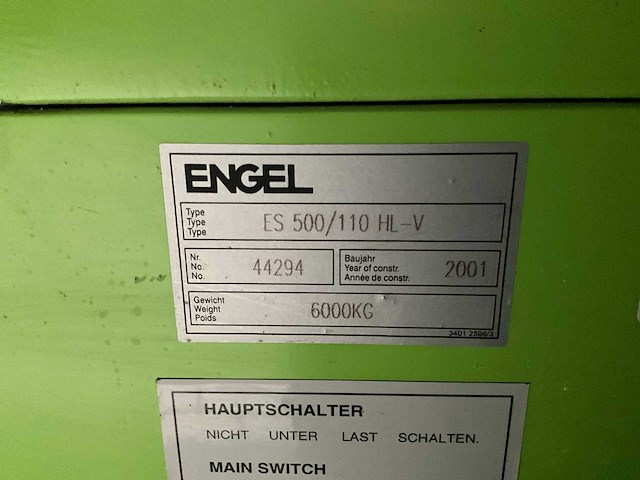 ENGEL
Type
Type
Type
ES 500/110 HL-V
Nr.
No.
No.
44294
Baujahr
Year of constr.
Année de constr.
2001
Gewicht
Weight
Poids
6000KG
3401 2596/3
HAUPTSCHALTER
NICHT UNTER LAST SCHALTEN.
MAIN SWITCH